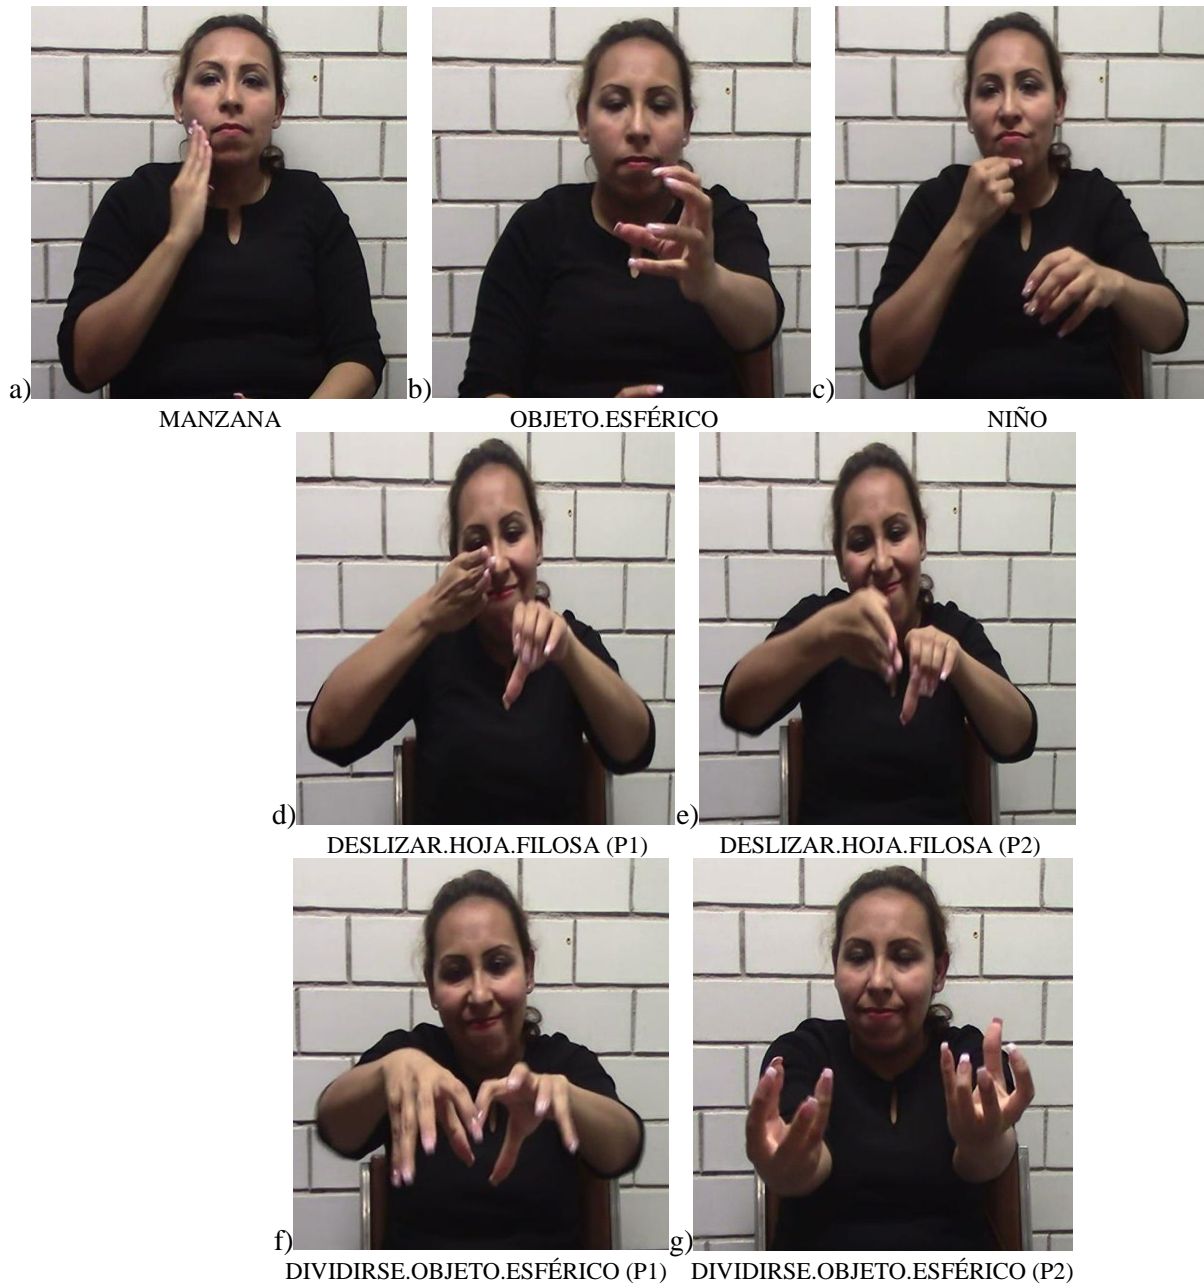 a) b) c)
MANZANA OBJETO.ESFÉRICO NIÑO
d) e)
DESLIZAR.HOJA.FILOSA (P1) DESLIZAR.HOJA.FILOSA (P2)
f) g)
DIVIDIRSE.OBJETO.ESFÉRICO (P1) DIVIDIRSE.OBJETO.ESFÉRICO (P2)